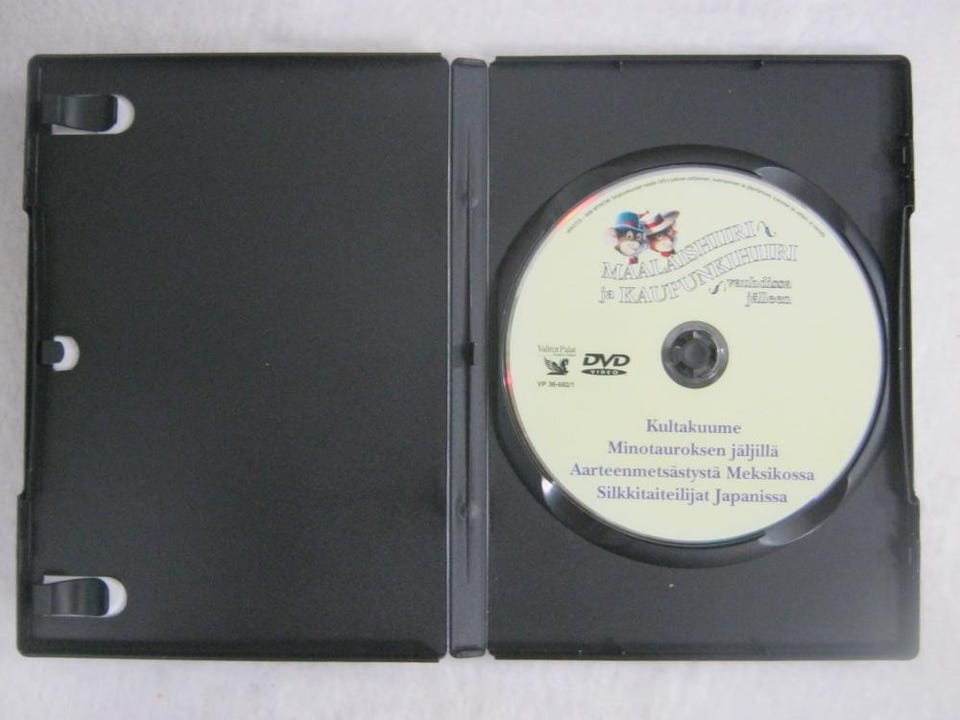 MAALAISHIIRI
ja KAUPUNKIHIIRI
vauhdissa
jälleen
Valitut Palat
DVD
VIDEO
VP 36-682/1
Kultakuume
Minotauroksen jäljillä
Aarteenmetsästystä Meksikossa
Silkkitaiteilijat Japanissa